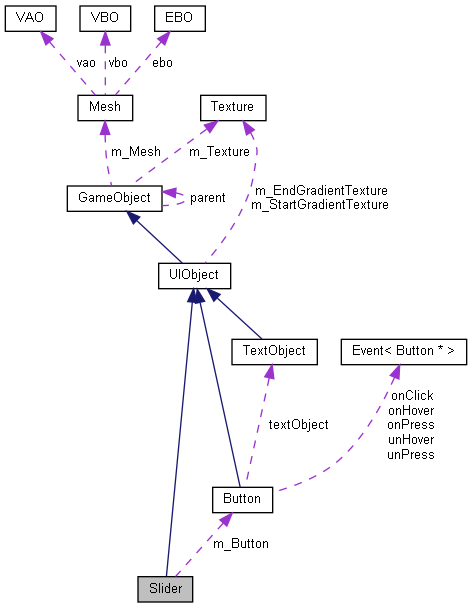 VAO
VBO
EBO
vao
vbo
ebo
Mesh
Texture
m_Mesh
m_Texture
GameObject
parent
m_EndGradientTexture
m_StartGradientTexture
UIObject
TextObject
Event< Button * >
onClick
onHover
onPress
unHover
unPress
textObject
Button
m_Button
Slider